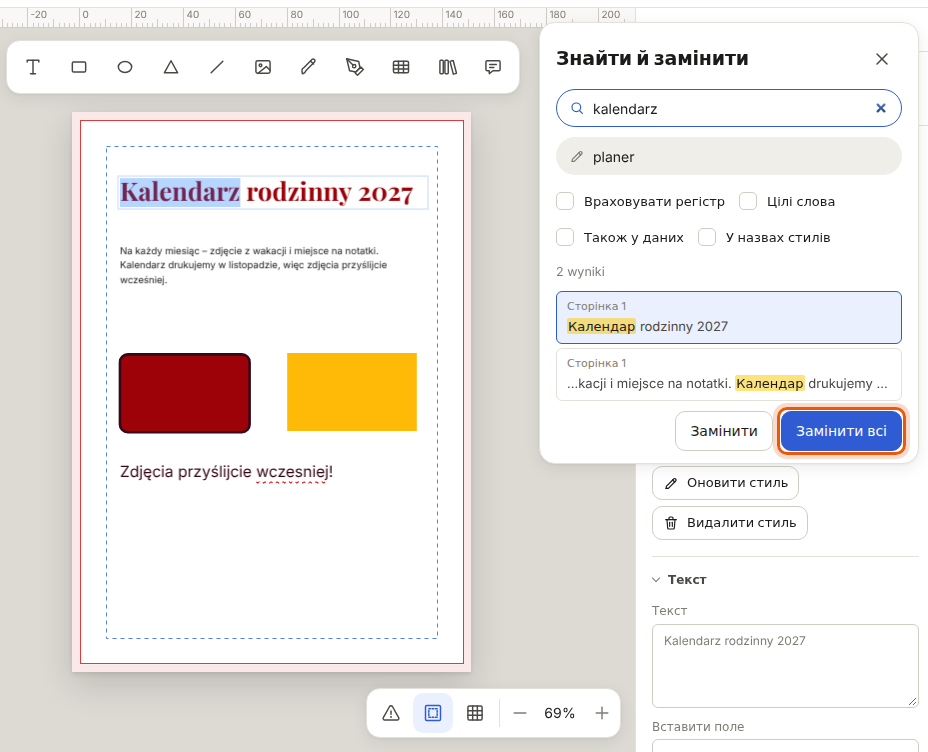 -20 0 20 40 60 80 100 120 140 160 180 200
Знайти й замінити
kalendarz
planer
Враховувати регістр Цілі слова
Також у даних У назвах стилів
2 wyniki
Сторінка 1
Календар rodzinny 2027
Сторінка 1
...kacji i miejsce na notatki. Календар drukujemy ...
Замінити Замінити всі
Kalendarz rodzinny 2027
Na każdy miesiąc – zdjęcie z wakacji i miejsce na notatki.
Kalendarz drukujemy w listopadzie, więc zdjęcia przyślijcie
wcześniej.
Zdjęcia przyślijcie wczesniej!
Оновити стиль
Видалити стиль
Текст
Текст
Kalendarz rodzinny 2027
Вставити поле
69%